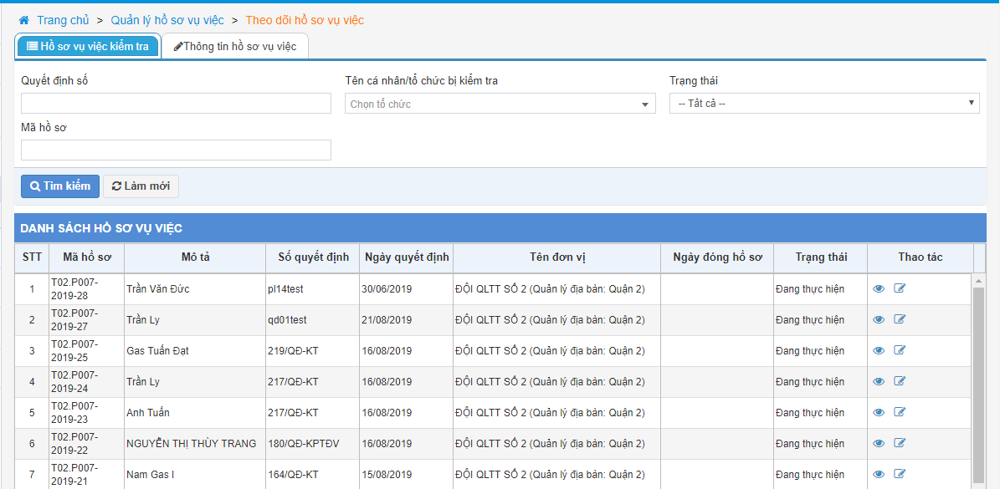 Trang chủ > Quản lý hồ sơ vụ việc > Theo dõi hồ sơ vụ việc
Hồ sơ vụ việc kiểm tra Thông tin hồ sơ vụ việc
Quyết định số Tên cá nhân/tổ chức bị kiểm tra Trạng thái
Chọn tổ chức -- Tất cả --
Mã hồ sơ
Tìm kiếm Làm mới
DANH SÁCH HỒ SƠ VỤ VIỆC
STT Mã hồ sơ Mô tả Số quyết định Ngày quyết định Tên đơn vị Ngày đóng hồ sơ Trạng thái Thao tác
1 T02.P007-2019-28 Trần Văn Đức pl14test 30/06/2019 ĐỘI QLTT SỐ 2 (Quản lý địa bàn: Quận 2) Đang thực hiện
2 T02.P007-2019-27 Trần Ly qd01test 21/08/2019 ĐỘI QLTT SỐ 2 (Quản lý địa bàn: Quận 2) Đang thực hiện
3 T02.P007-2019-25 Gas Tuấn Đạt 219/QĐ-KT 16/08/2019 ĐỘI QLTT SỐ 2 (Quản lý địa bàn: Quận 2) Đang thực hiện
4 T02.P007-2019-24 Trần Ly 217/QĐ-KT 16/08/2019 ĐỘI QLTT SỐ 2 (Quản lý địa bàn: Quận 2) Đang thực hiện
5 T02.P007-2019-23 Anh Tuấn 217/QĐ-KT 16/08/2019 ĐỘI QLTT SỐ 2 (Quản lý địa bàn: Quận 2) Đang thực hiện
6 T02.P007-2019-22 NGUYỄN THỊ THÙY TRANG 180/QĐ-KPTĐV 16/08/2019 ĐỘI QLTT SỐ 2 (Quản lý địa bàn: Quận 2) Đang thực hiện
7 T02.P007-2019-21 Nam Gas I 164/QĐ-KT 15/08/2019 ĐỘI QLTT SỐ 2 (Quản lý địa bàn: Quận 2) Đang thực hiện